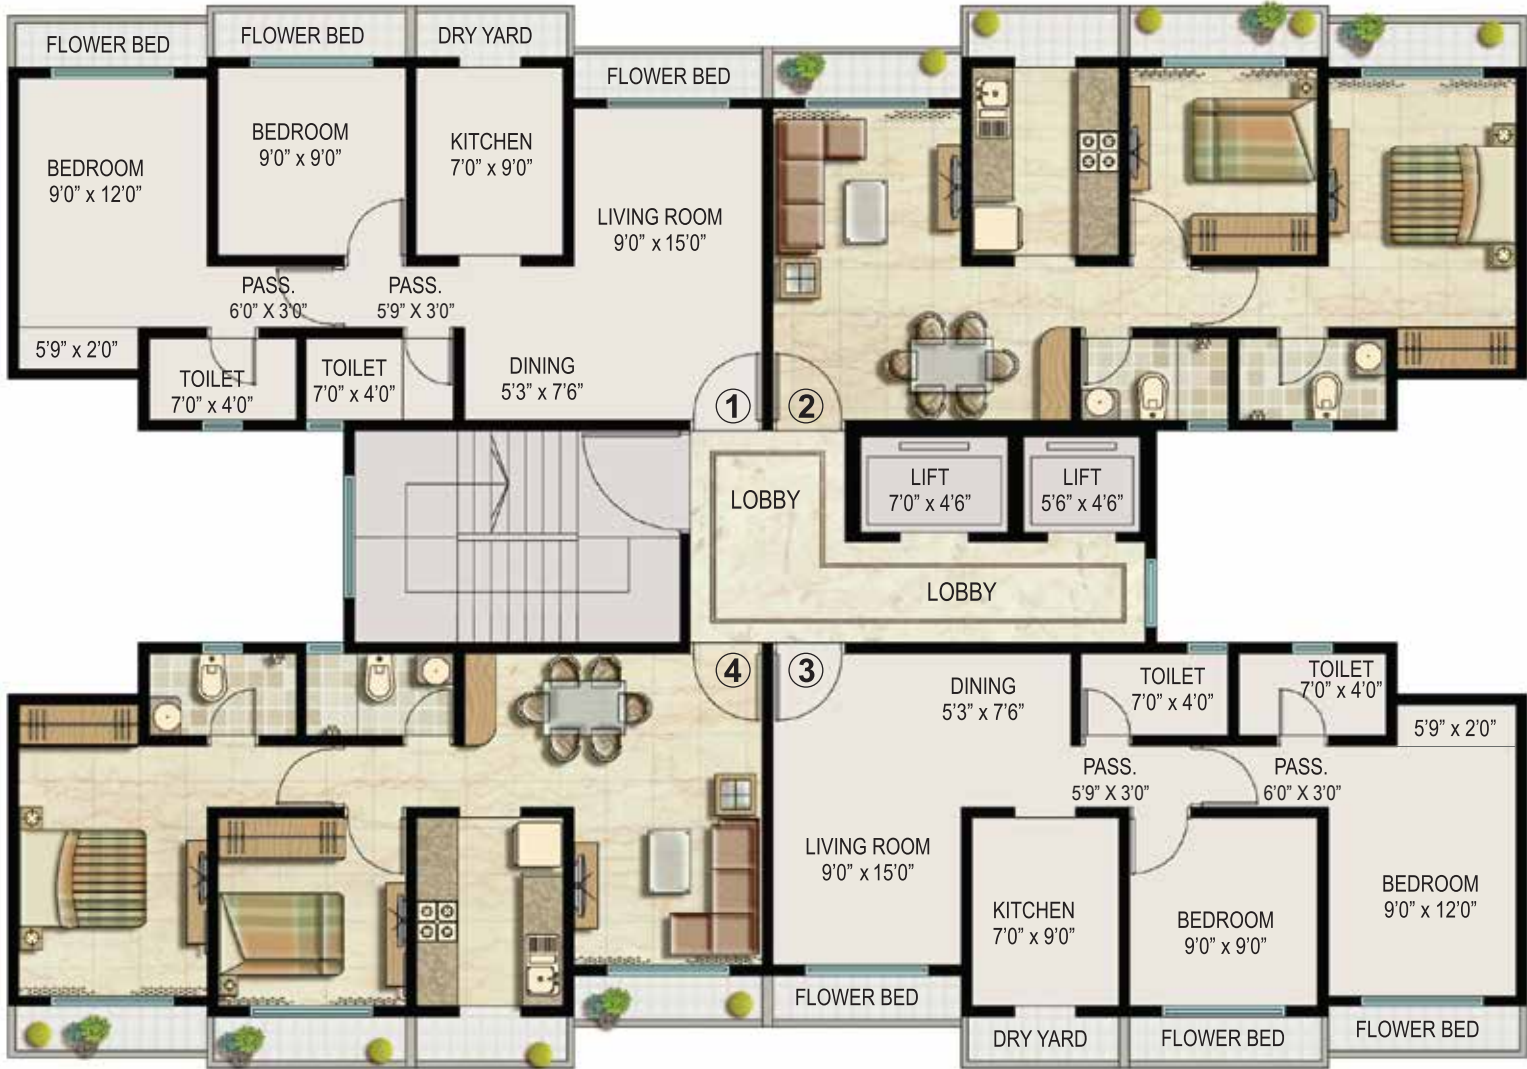 FLOWER BED
FLOWER BED
DRY YARD
FLOWER BED
BEDROOM
9'0” x 12'0”
BEDROOM
9'0” x 9'0”
KITCHEN
7'0” x 9'0”
LIVING ROOM
9'0” x 15'0”
PASS.
6'0” X 3'0”
PASS.
5'9” X 3'0”
5'9” x 2'0”
TOILET
7'0” x 4'0”
TOILET
7'0” x 4'0”
DINING
5'3” x 7'6”
1
2
LOBBY
LIFT
7'0” x 4'6”
LIFT
5'6” x 4'6”
LOBBY
4
3
DINING
5'3” x 7'6”
TOILET
7'0” x 4'0”
TOILET
7'0” x 4'0”
5'9” x 2'0”
PASS.
5'9” X 3'0”
PASS.
6'0” X 3'0”
LIVING ROOM
9'0” x 15'0”
KITCHEN
7'0” x 9'0”
BEDROOM
9'0” x 9'0”
BEDROOM
9'0” x 12'0”
FLOWER BED
DRY YARD
FLOWER BED
FLOWER BED